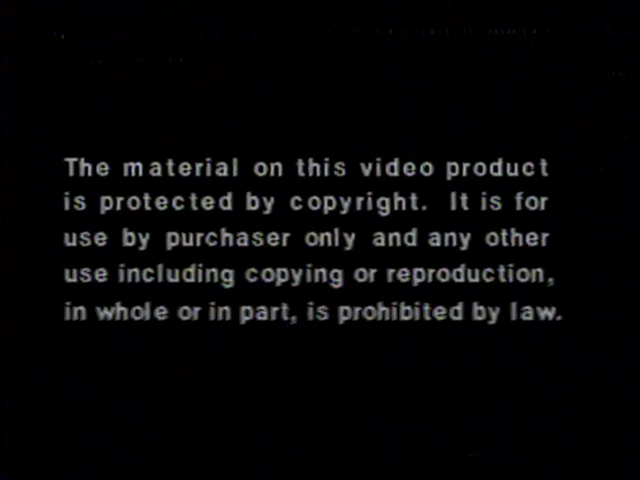 The material on this video product
is protected by copyright. It is for
use by purchaser only and any other
use including copying or reproduction,
in whole or in part, is prohibited by law.